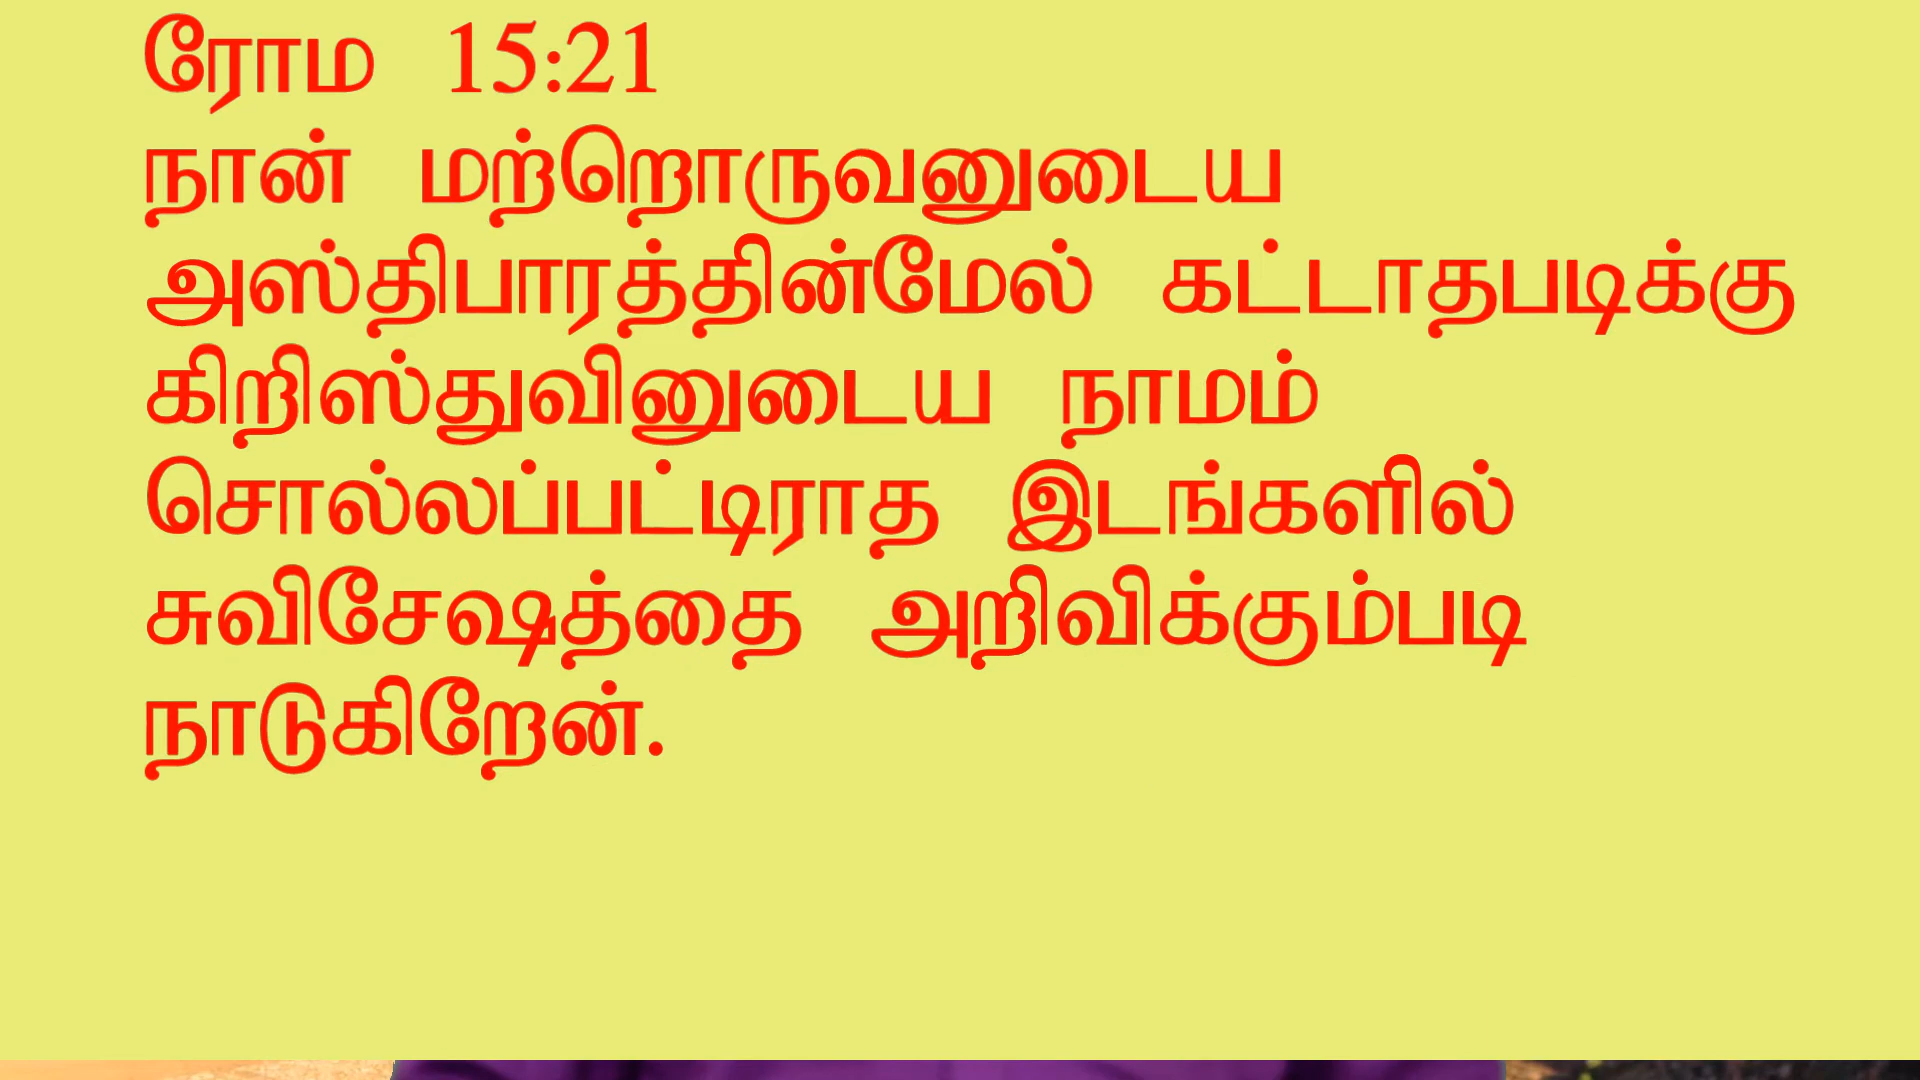 ரோம 15:21
நான் மற்றொருவனுடைய
அஸ்திபாரத்தின்மேல் கட்டாதபடிக்கு
கிறிஸ்துவினுடைய நாமம்
சொல்லப்பட்டிராத இடங்களில்
சுவிசேஷத்தை அறிவிக்கும்படி
நாடுகிறேன்.